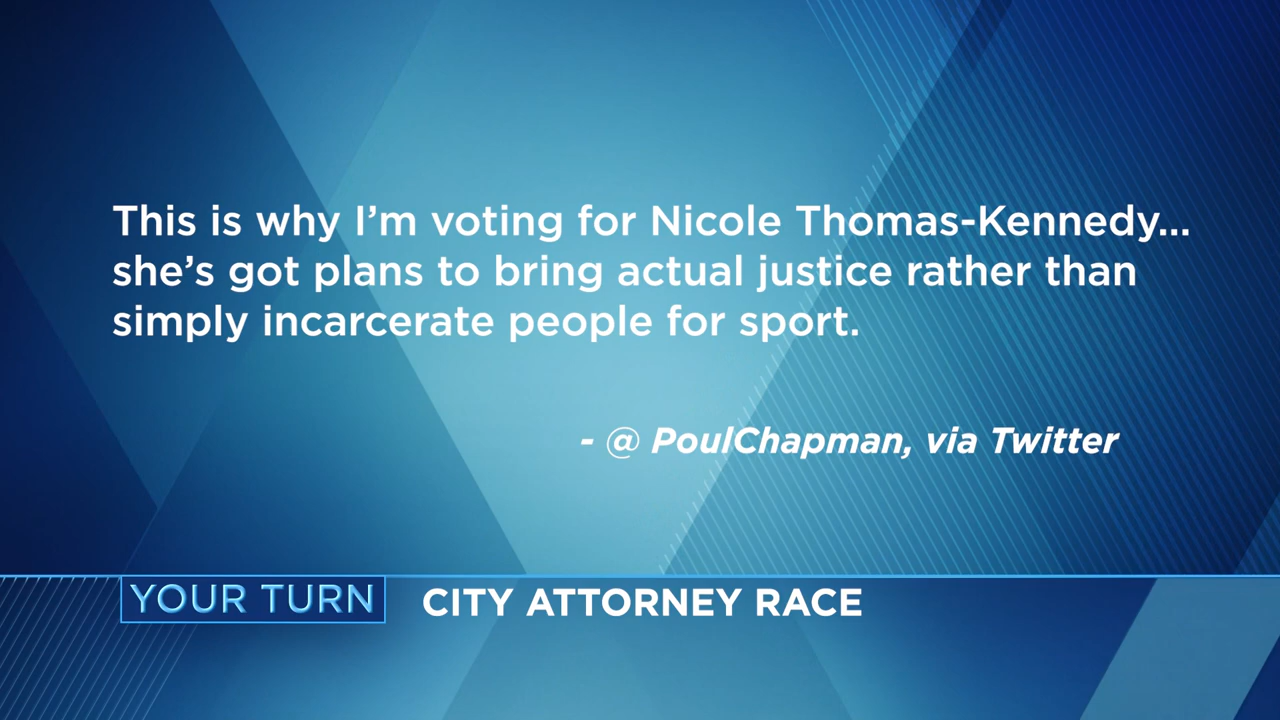 This is why I’m voting for Nicole Thomas-Kennedy...
she’s got plans to bring actual justice rather than
simply incarcerate people for sport.
- @ PoulChapman, via Twitter
YOUR TURN
CITY ATTORNEY RACE